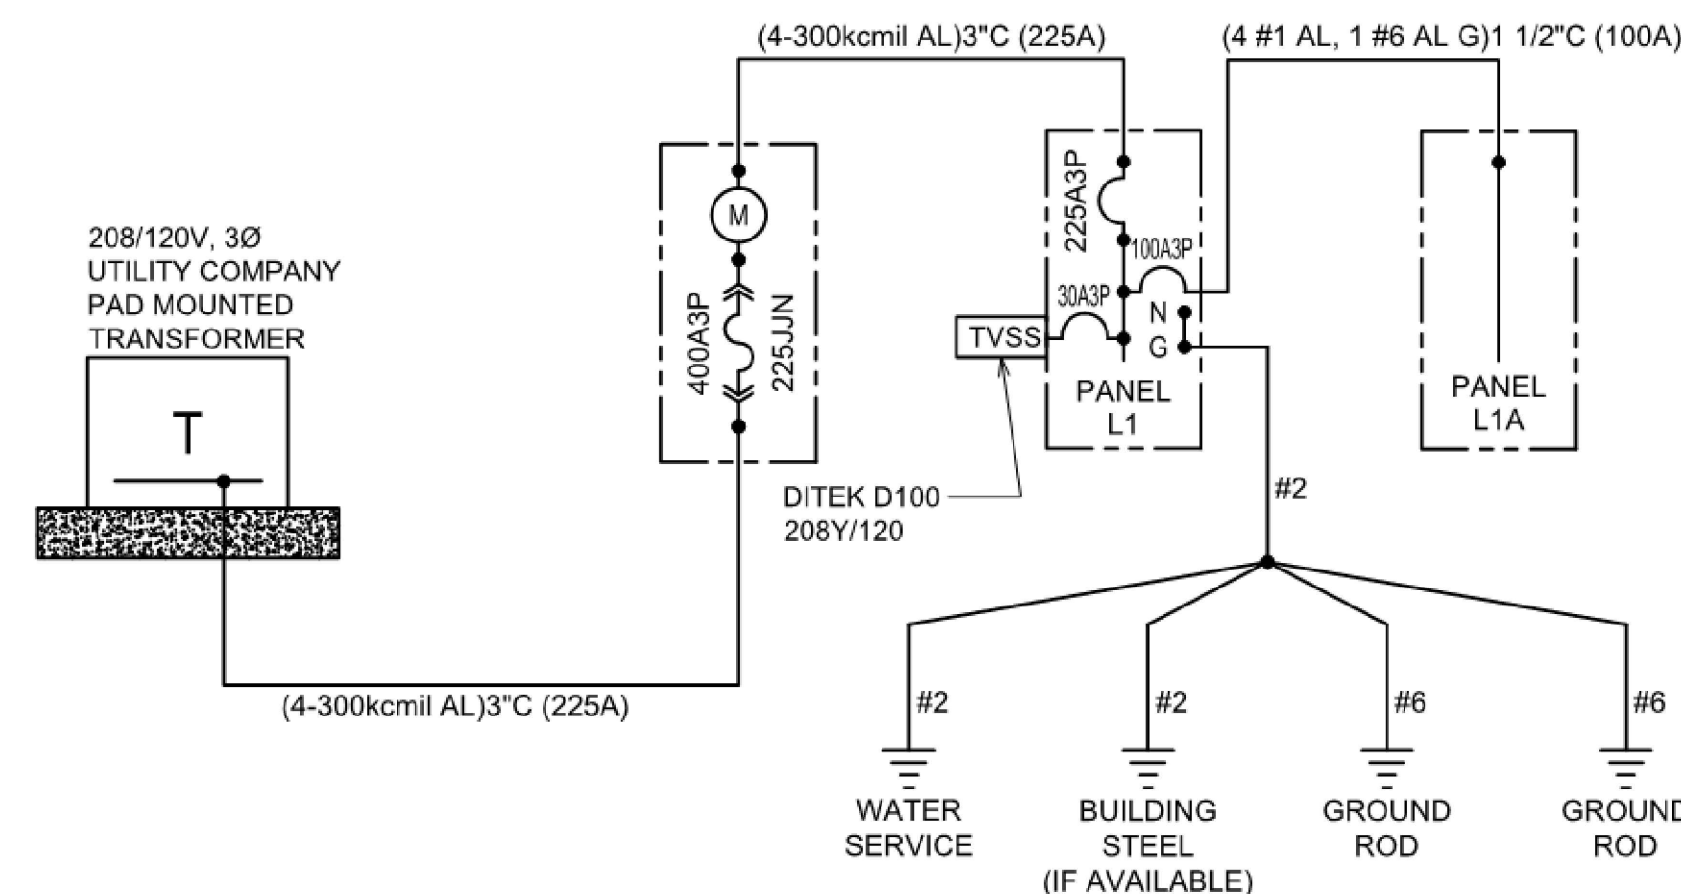 (4-300kcmil AL)3"C (225A)
(4 #1 AL, 1 #6 AL G)1 1/2"C (100A)
208/120V, 3Ø
UTILITY COMPANY
PAD MOUNTED
TRANSFORMER
T
M
400A3P
225JJN
225A3P
100A3P
30A3P
TVSS
N
G
PANEL
L1
PANEL
L1A
DITEK D100
208Y/120
#2
(4-300kcmil AL)3"C (225A)
#2
#2
#6
#6
WATER
SERVICE
BUILDING
STEEL
(IF AVAILABLE)
GROUND
ROD
GROUND
ROD